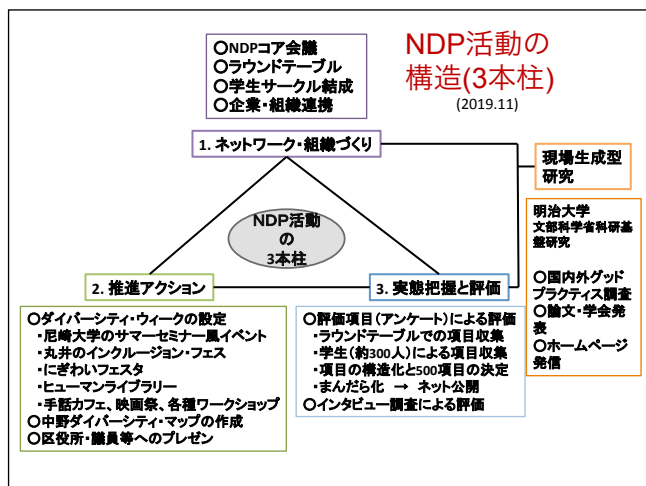 NDP活動の
構造(3本柱)
(2019.11)
〇NDPコア会議
〇ラウンドテーブル
〇学生サークル結成
〇企業・組織連携
1. ネットワーク・組織づくり
現場生成型
研究
NDP活動
の
3本柱
明治大学
文部科学省科研基
盤研究
〇国内外グッド
プラクティス調査
〇論文・学会発
表
〇ホームページ
発信
2. 推進アクション
〇ダイバーシティ・ウィークの設定
・尼崎大学のサマーセミナー風イベント
・丸井のインクルージョン・フェス
・にぎわいフェスタ
・ヒューマンライブラリー
・手話カフェ、映画祭、各種ワークショップ
〇中野ダイバーシティ・マップの作成
〇区役所・議員等へのプレゼン
3. 実態把握と評価
〇評価項目(アンケート)による評価
・ラウンドテーブルでの項目収集
・学生(約300人)による項目収集
・項目の構造化と500項目の決定
・まんだら化 → ネット公開
〇インタビュー調査による評価